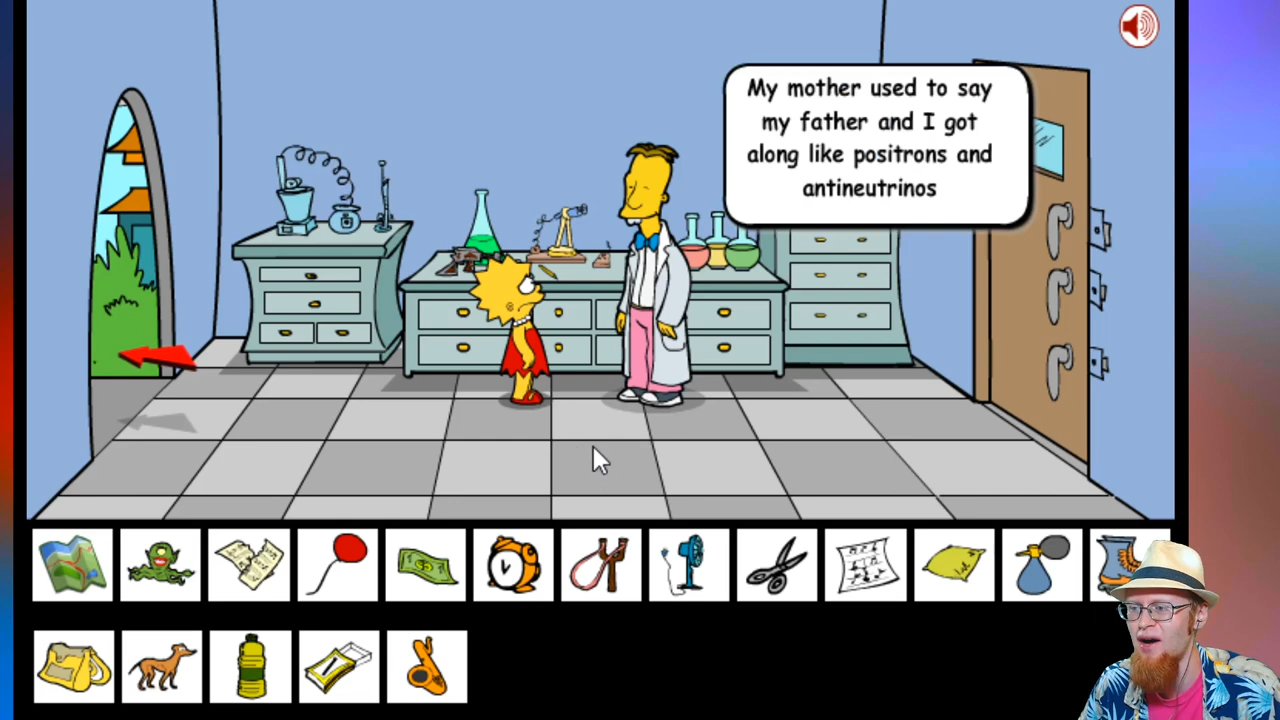 My mother used to say
my father and I got
along like positrons and
antineutrinos